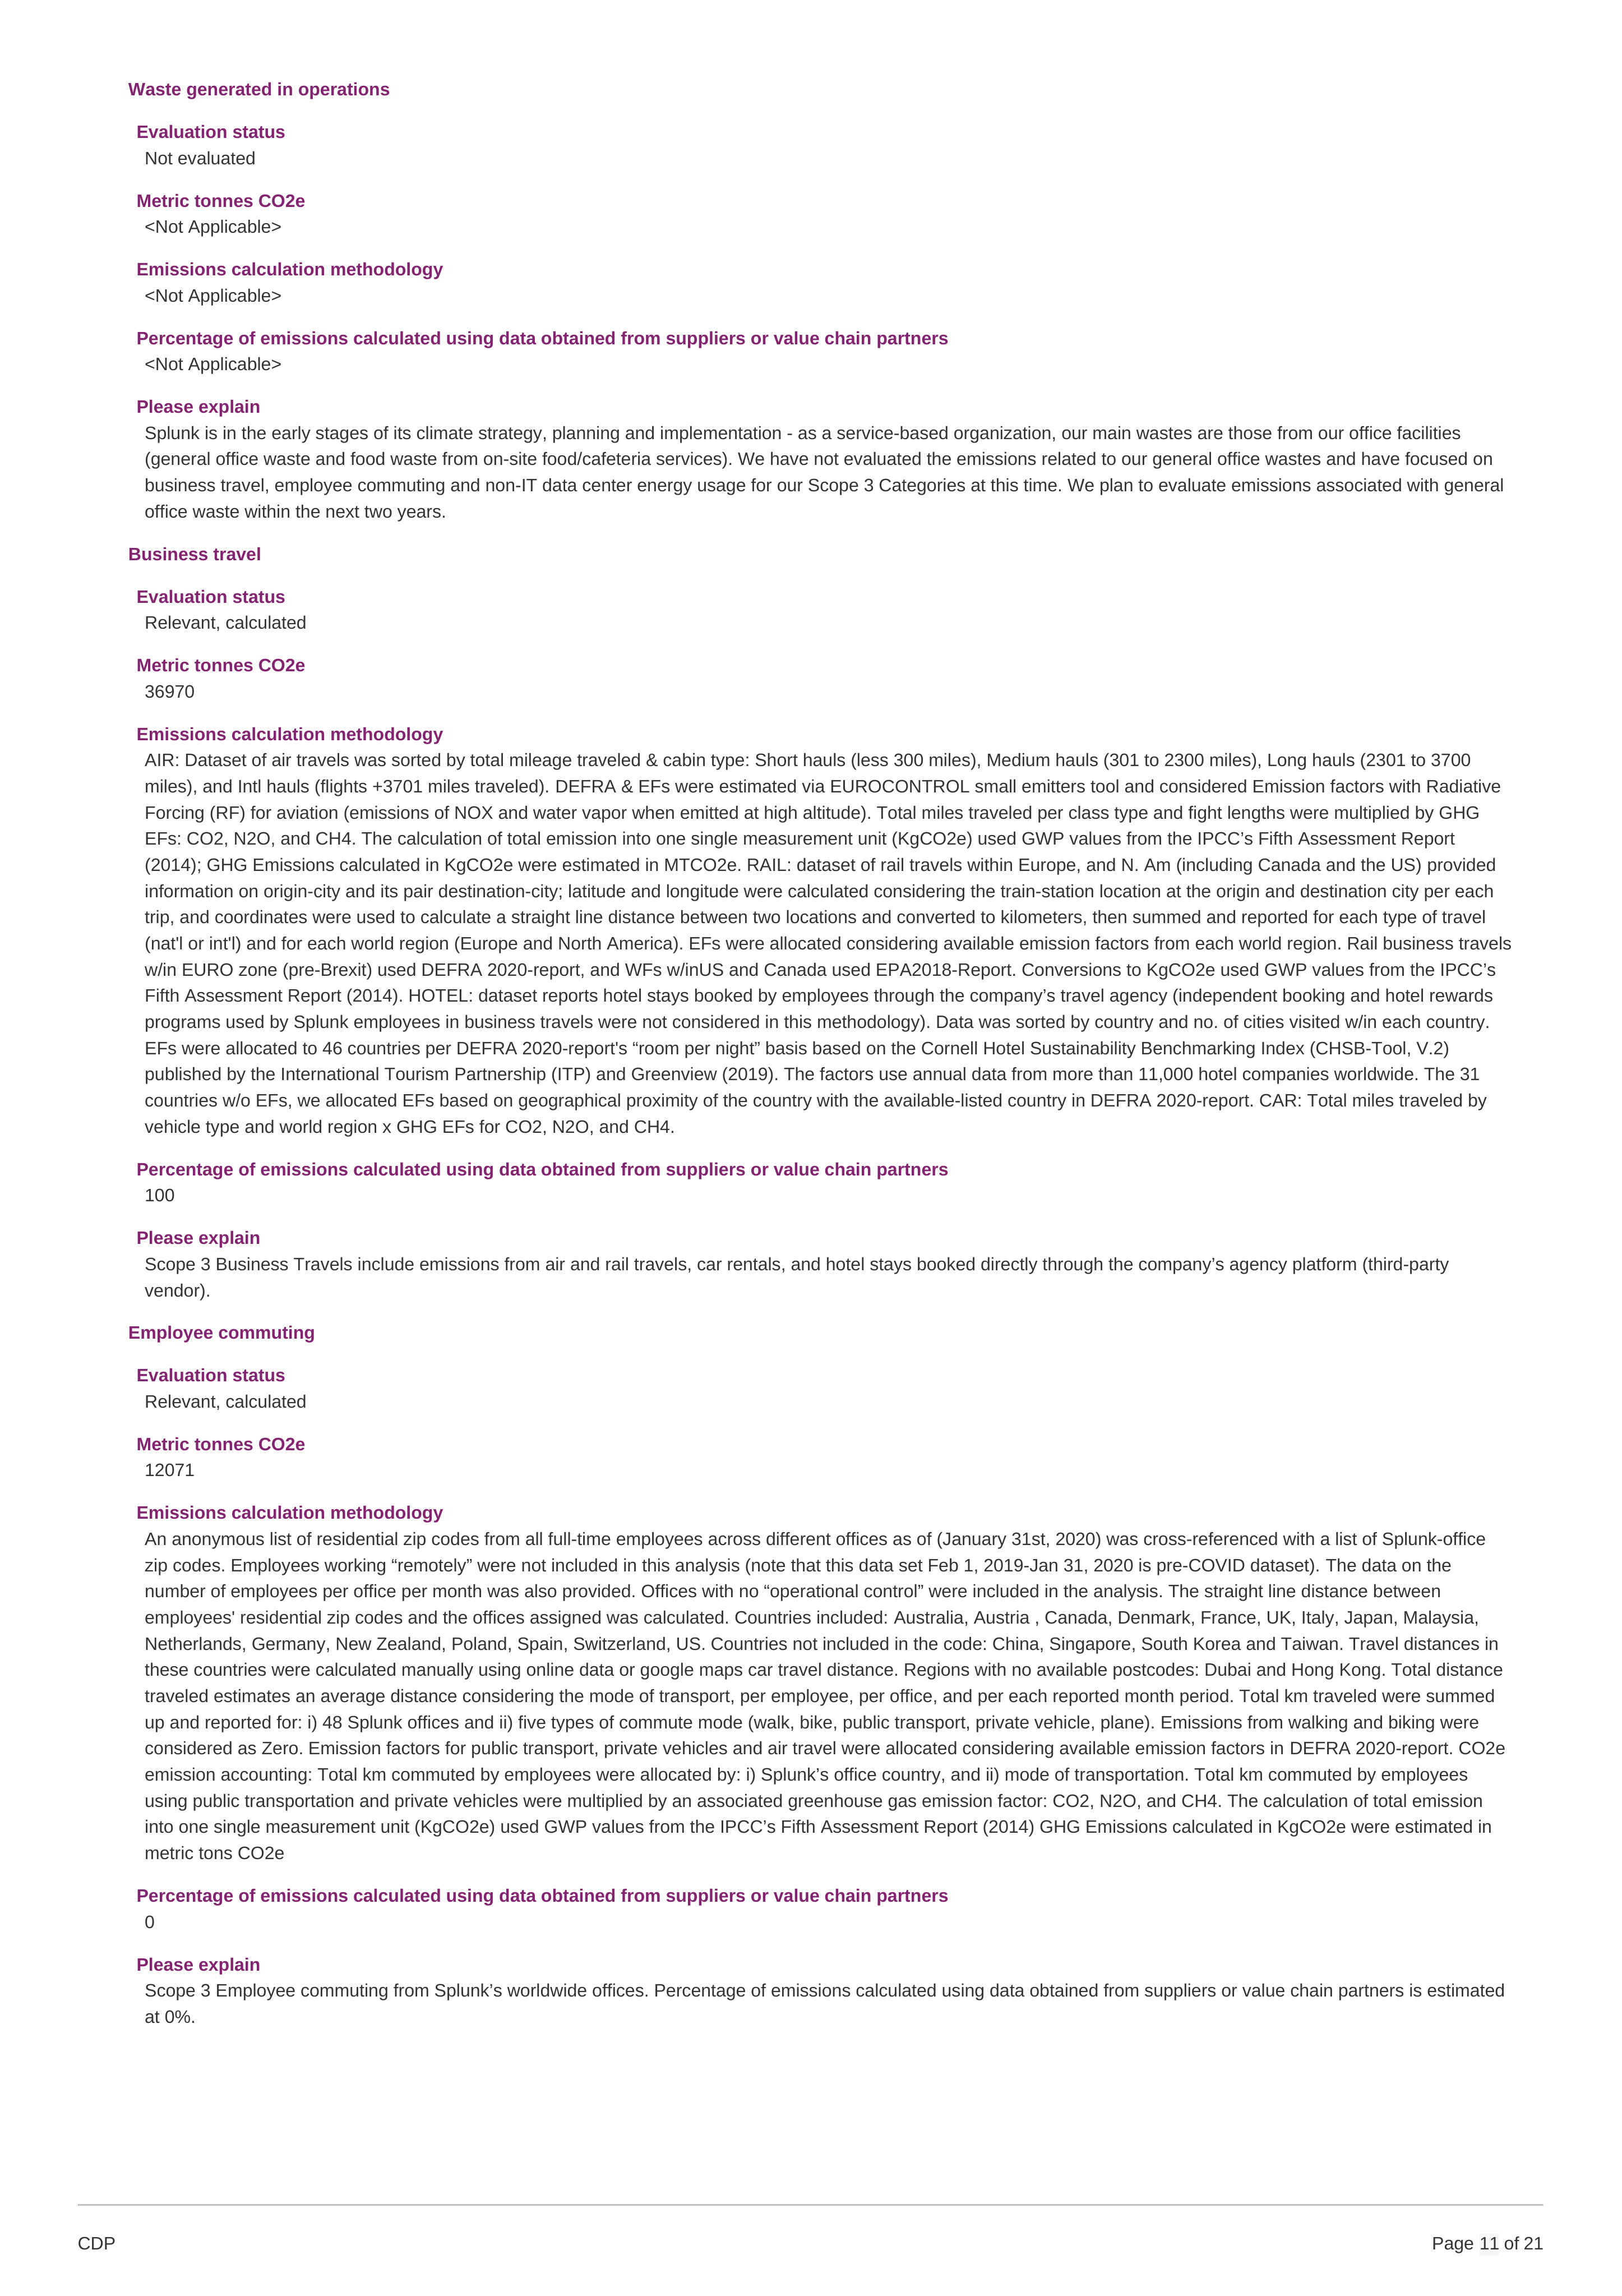 Waste generated in operations
Evaluation status
Not evaluated
Metric tonnes CO2e
<Not Applicable>
Emissions calculation methodology
<Not Applicable>
Percentage of emissions calculated using data obtained from suppliers or value chain partners
<Not Applicable>
Please explain
Splunk is in the early stages of its climate strategy, planning and implementation - as a service-based organization, our main wastes are those from our office facilities
(general office waste and food waste from on-site food/cafeteria services). We have not evaluated the emissions related to our general office wastes and have focused on
business travel, employee commuting and non-IT data center energy usage for our Scope 3 Categories at this time. We plan to evaluate emissions associated with general
office waste within the next two years.
Business travel
Evaluation status
Relevant, calculated
Metric tonnes CO2e
36970
Emissions calculation methodology
AIR: Dataset of air travels was sorted by total mileage traveled & cabin type: Short hauls (less 300 miles), Medium hauls (301 to 2300 miles), Long hauls (2301 to 3700
miles), and Intl hauls (flights +3701 miles traveled). DEFRA & EFs were estimated via EUROCONTROL small emitters tool and considered Emission factors with Radiative
Forcing (RF) for aviation (emissions of NOX and water vapor when emitted at high altitude). Total miles traveled per class type and fight lengths were multiplied by GHG
EFs: CO2, N2O, and CH4. The calculation of total emission into one single measurement unit (KgCO2e) used GWP values from the IPCC’s Fifth Assessment Report
(2014); GHG Emissions calculated in KgCO2e were estimated in MTCO2e. RAIL: dataset of rail travels within Europe, and N. Am (including Canada and the US) provided
information on origin-city and its pair destination-city; latitude and longitude were calculated considering the train-station location at the origin and destination city per each
trip, and coordinates were used to calculate a straight line distance between two locations and converted to kilometers, then summed and reported for each type of travel
(nat'l or int'l) and for each world region (Europe and North America). EFs were allocated considering available emission factors from each world region. Rail business travels
w/in EURO zone (pre-Brexit) used DEFRA 2020-report, and WFs w/inUS and Canada used EPA2018-Report. Conversions to KgCO2e used GWP values from the IPCC’s
Fifth Assessment Report (2014). HOTEL: dataset reports hotel stays booked by employees through the company’s travel agency (independent booking and hotel rewards
programs used by Splunk employees in business travels were not considered in this methodology). Data was sorted by country and no. of cities visited w/in each country.
EFs were allocated to 46 countries per DEFRA 2020-report's “room per night” basis based on the Cornell Hotel Sustainability Benchmarking Index (CHSB-Tool, V.2)
published by the International Tourism Partnership (ITP) and Greenview (2019). The factors use annual data from more than 11,000 hotel companies worldwide. The 31
countries w/o EFs, we allocated EFs based on geographical proximity of the country with the available-listed country in DEFRA 2020-report. CAR: Total miles traveled by
vehicle type and world region x GHG EFs for CO2, N2O, and CH4.
Percentage of emissions calculated using data obtained from suppliers or value chain partners
100
Please explain
Scope 3 Business Travels include emissions from air and rail travels, car rentals, and hotel stays booked directly through the company’s agency platform (third-party
vendor).
Employee commuting
Evaluation status
Relevant, calculated
Metric tonnes CO2e
12071
Emissions calculation methodology
An anonymous list of residential zip codes from all full-time employees across different offices as of (January 31st, 2020) was cross-referenced with a list of Splunk-office
zip codes. Employees working “remotely” were not included in this analysis (note that this data set Feb 1, 2019-Jan 31, 2020 is pre-COVID dataset). The data on the
number of employees per office per month was also provided. Offices with no “operational control” were included in the analysis. The straight line distance between
employees' residential zip codes and the offices assigned was calculated. Countries included: Australia, Austria , Canada, Denmark, France, UK, Italy, Japan, Malaysia,
Netherlands, Germany, New Zealand, Poland, Spain, Switzerland, US. Countries not included in the code: China, Singapore, South Korea and Taiwan. Travel distances in
these countries were calculated manually using online data or google maps car travel distance. Regions with no available postcodes: Dubai and Hong Kong. Total distance
traveled estimates an average distance considering the mode of transport, per employee, per office, and per each reported month period. Total km traveled were summed
up and reported for: i) 48 Splunk offices and ii) five types of commute mode (walk, bike, public transport, private vehicle, plane). Emissions from walking and biking were
considered as Zero. Emission factors for public transport, private vehicles and air travel were allocated considering available emission factors in DEFRA 2020-report. CO2e
emission accounting: Total km commuted by employees were allocated by: i) Splunk’s office country, and ii) mode of transportation. Total km commuted by employees
using public transportation and private vehicles were multiplied by an associated greenhouse gas emission factor: CO2, N2O, and CH4. The calculation of total emission
into one single measurement unit (KgCO2e) used GWP values from the IPCC’s Fifth Assessment Report (2014) GHG Emissions calculated in KgCO2e were estimated in
metric tons CO2e
Percentage of emissions calculated using data obtained from suppliers or value chain partners
0
Please explain
Scope 3 Employee commuting from Splunk’s worldwide offices. Percentage of emissions calculated using data obtained from suppliers or value chain partners is estimated
at 0%.
CDP
Page 11 of 21